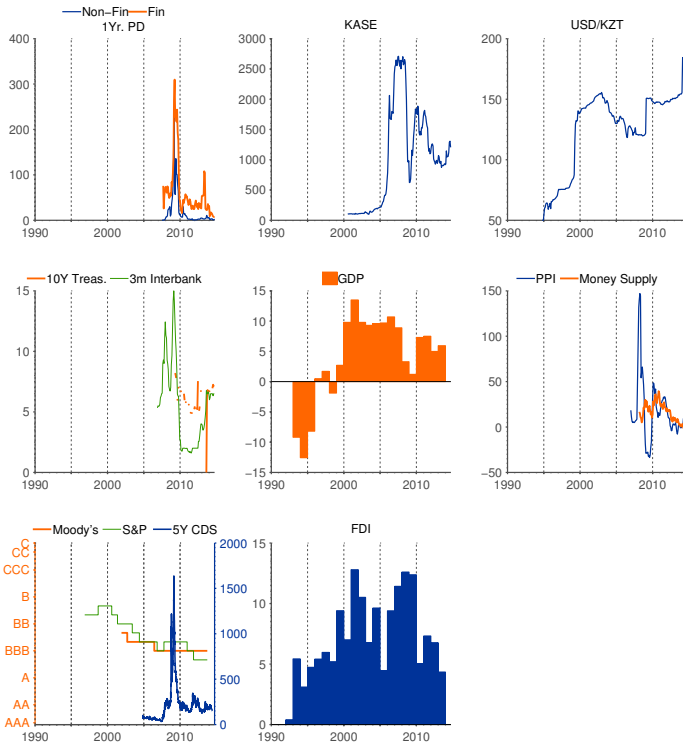 Non−Fin Fin
1Yr. PD
400
300
200
100
0
1990 2000 2010
KASE
3000
2500
2000
1500
1000
500
0
1990 2000 2010
USD/KZT
200
150
100
50
1990 2000 2010
10Y Treas. 3m Interbank
15
10
5
0
1990 2000 2010
GDP
15
10
5
0
−5
−10
−15
1990 2000 2010
PPI Money Supply
150
100
50
0
−50
1990 2000 2010
Moody's S&P 5Y CDS
C
CC
CCC
B
BB
BBB
A
AA
AAA
2000
1500
1000
500
0
1990 2000 2010
FDI
15
10
5
0
1990 2000 2010